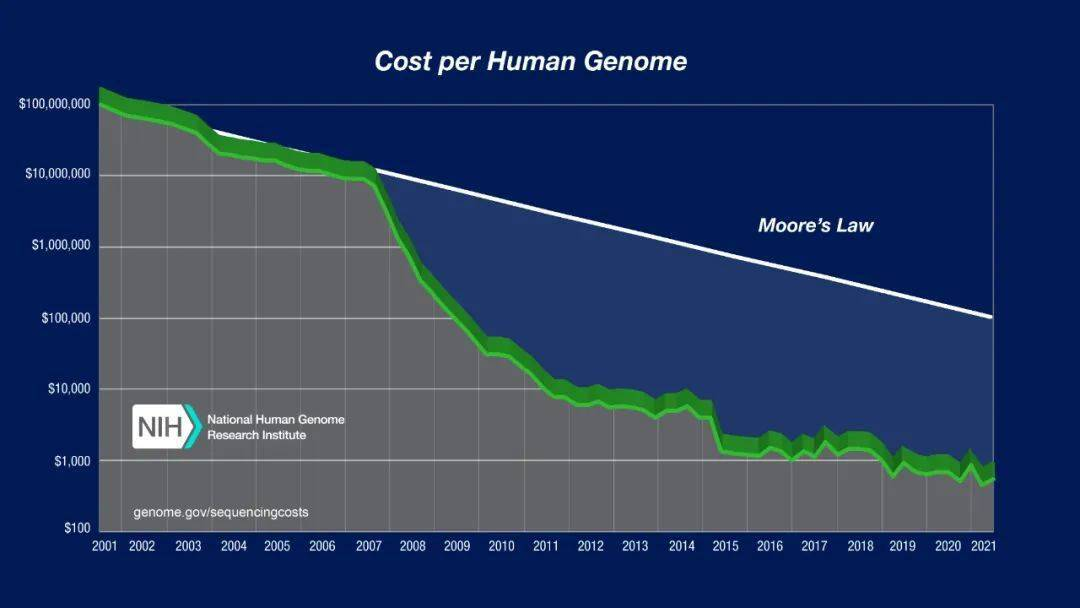 Cost per Human Genome
$100,000,000
$10,000,000
$1,000,000
$100,000
$10,000
$1,000
$100
Moore's Law
NIH
National Human Genome
Research Institute
genome.gov/sequencingcosts
2001 2002 2003 2004 2005 2006 2007 2008 2009 2010 2011 2012 2013 2014 2015 2016 2017 2018 2019 2020 2021